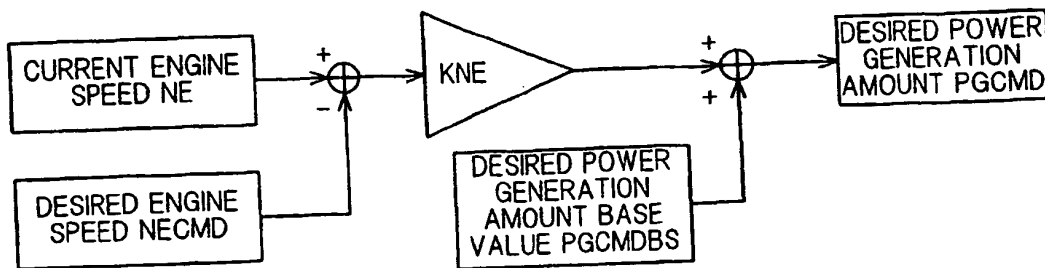 CURRENT ENGINE
SPEED NE
+
-
KNE
+
+
DESIRED POWER
GENERATION
AMOUNT PGCMD
DESIRED ENGINE
SPEED NECMD
DESIRED POWER
GENERATION
AMOUNT BASE
VALUE PGCMDBS